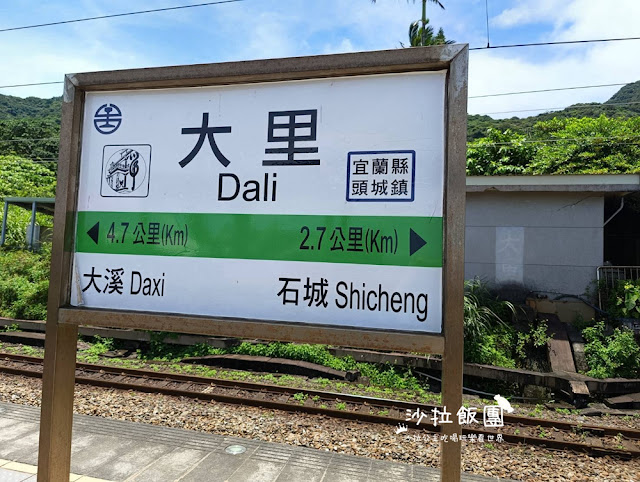 大里
Dali
宜蘭縣
頭城鎮
4.7公里(Km) 2.7公里(Km)
大溪 Daxi 石城 Shicheng
沙拉飯團